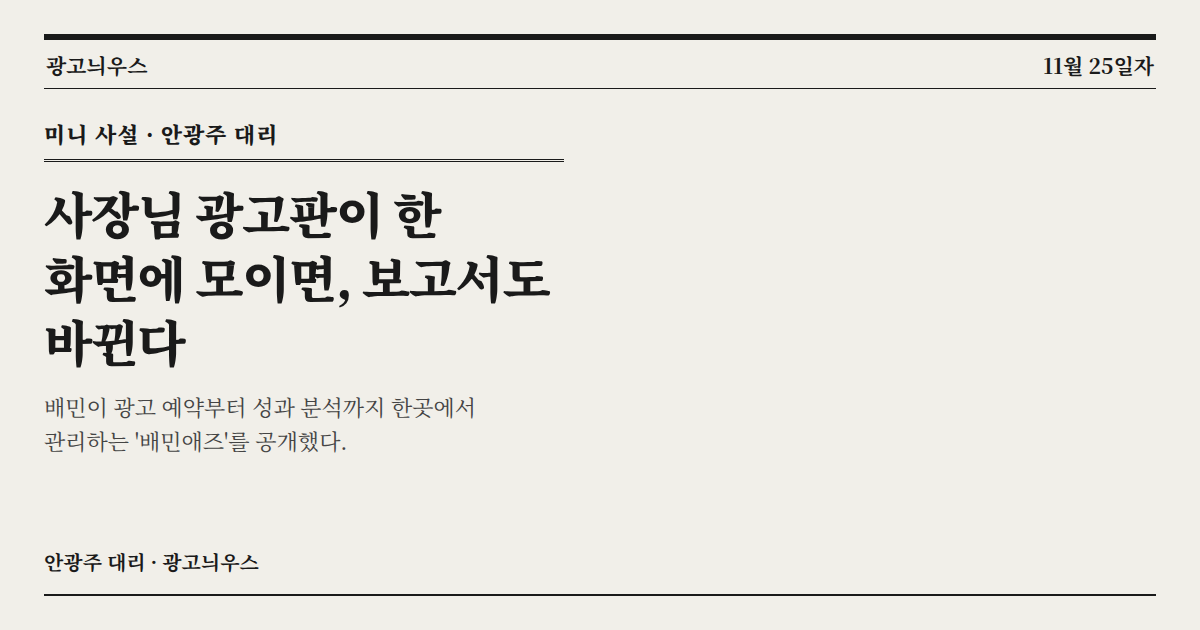 광고늬우스
11월 25일자
미니 사설 · 안광주 대리
사장님 광고판이 한
화면에 모이면, 보고서도
바뀐다
배민이 광고 예약부터 성과 분석까지 한곳에서
관리하는 '배민애즈'를 공개했다.
안광주 대리 · 광고늬우스